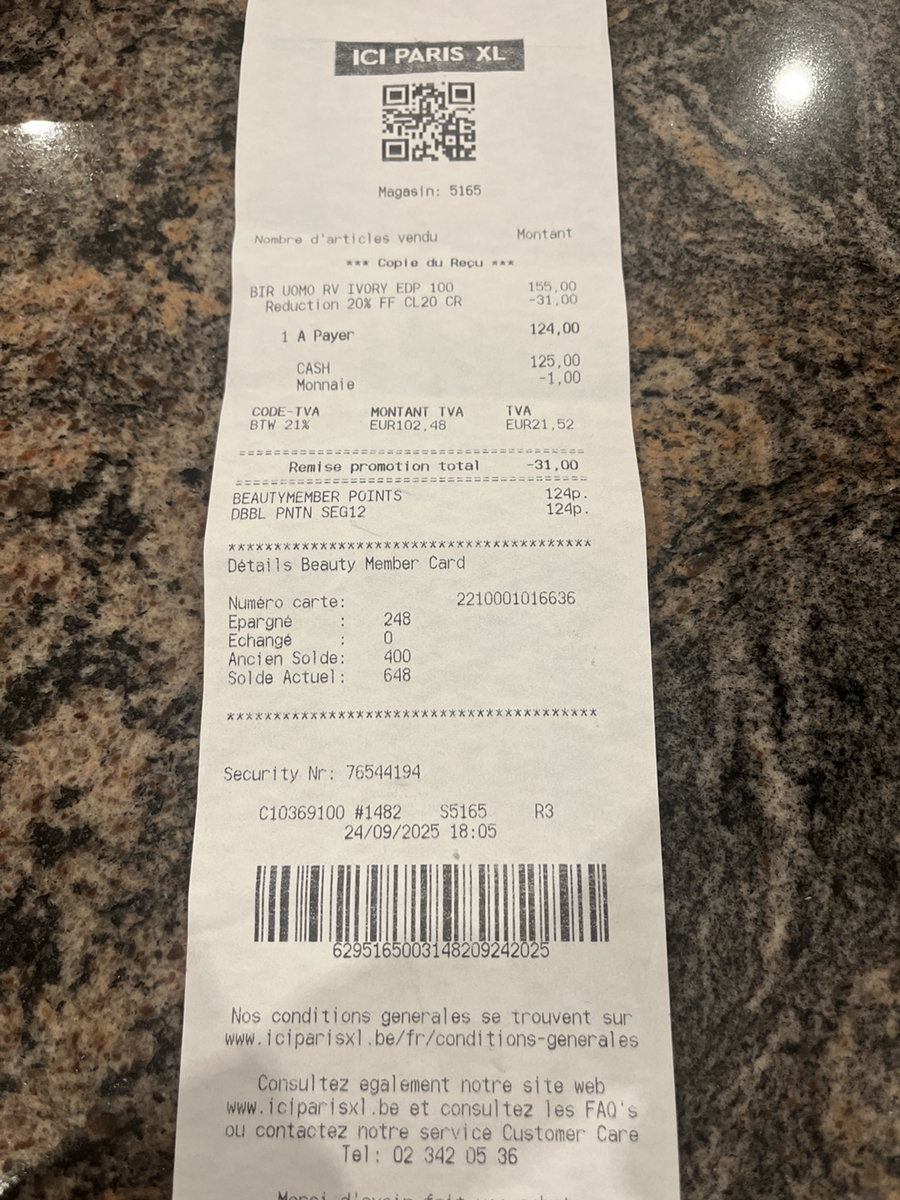 ICI PARIS XL
Magasin: 5165
Nombre d'articles vendu Montant
*** Copie du Reçu ***
BIR UOMO RV IVORY EDP 100 155,00
Reduction 20% FF CL20 CR -31,00
1 A Payer 124,00
CASH 125,00
Monnaie -1,00
CODE-TVA MONTANT TVA TVA
BTW 21% EUR102,48 EUR21,52
======================================
Remise promotion total -31,00
======================================
BEAUTYMEMBER POINTS 124p.
DBBL PNTN SEG12 124p.
****************************************
Détails Beauty Member Card
Numéro carte: 2210001016636
Epargné : 248
Echangé : 0
Ancien Solde: 400
Solde Actuel: 648
****************************************
Security Nr: 76544194
C10369100 #1482 S5165 R3
24/09/2025 18:05
6295165003148209242025
Nos conditions generales se trouvent sur
www.iciparisxl.be/fr/conditions-generales
Consultez egalement notre site web
www.iciparisxl.be et consultez les FAQ's
ou contactez notre service Customer Care
Tel: 02 342 05 36